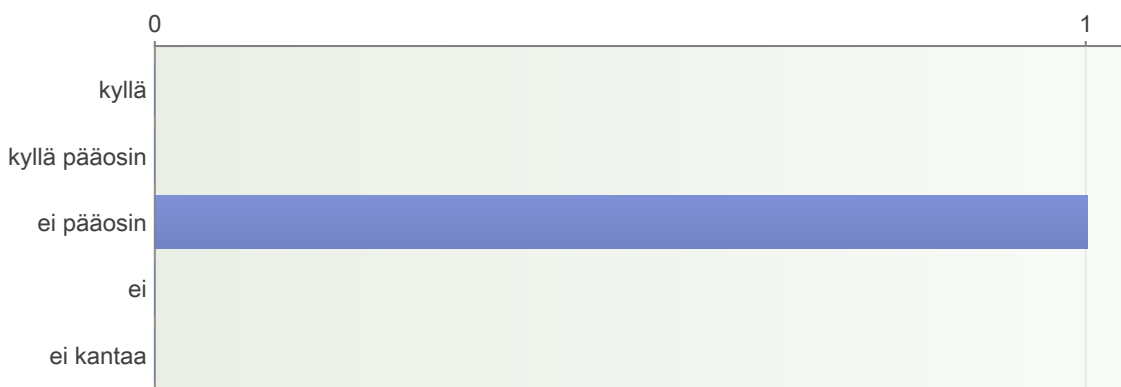 0 1
kyllä
kyllä pääosin
ei pääosin
ei
ei kantaa